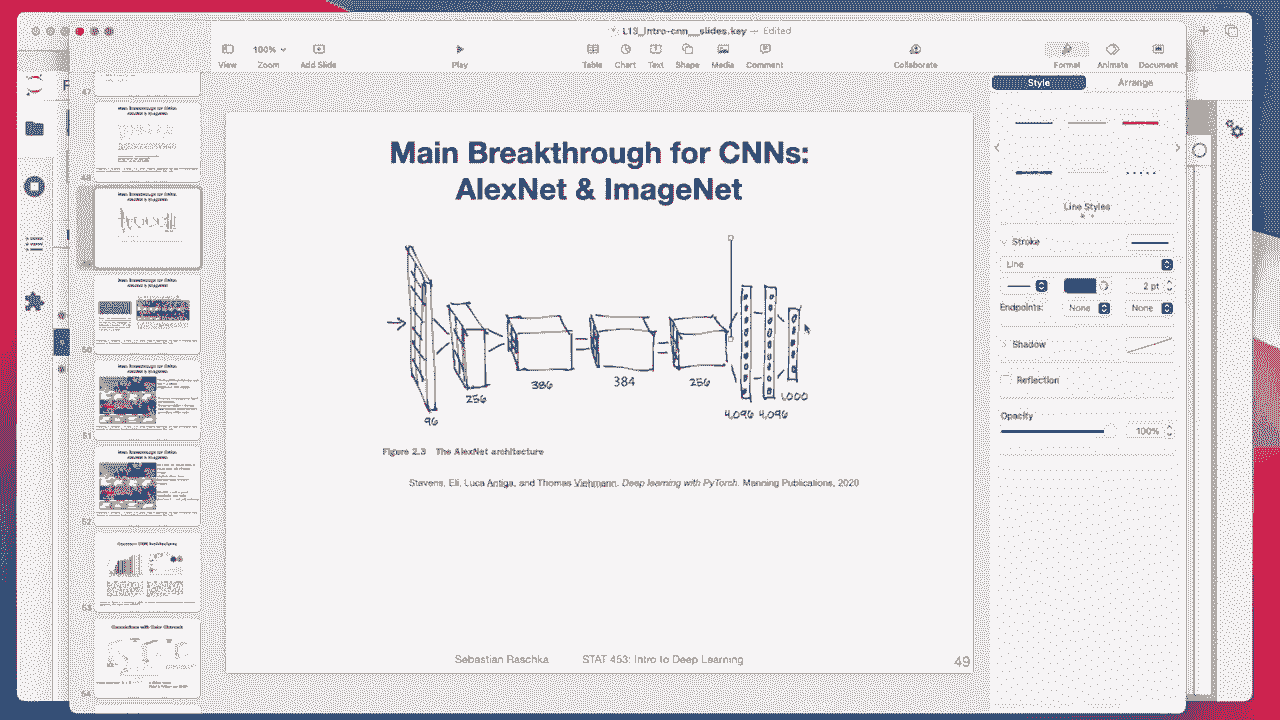 L13_intro-cnn__slides.key — Edited
View
100%
Zoom
Add Slide
Play
Table
Chart
Text
Shape
Media
Comment
Collaborate
Format
Animate
Document
Style
Arrange
Main Breakthrough for CNNs:
AlexNet & ImageNet
96
256
386
384
256
4,096 4,096
1,000
Figure 2.3 The AlexNet architecture
Stevens, Eli, Luca Antiga, and Thomas Viehmann. Deep learning with PyTorch. Manning Publications, 2020
Sebastian Raschka
STAT 453: Intro to Deep Learning
49
Line Styles
Stroke
Line
2 pt
Endpoints:
None
None
Shadow
Reflection
Opacity
100%
47
50
51
52
53